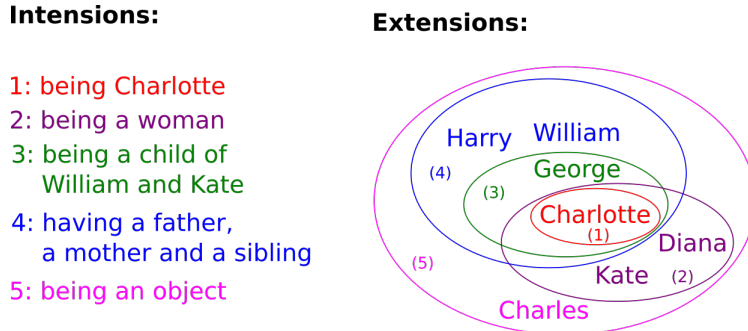 Intensions:
1: being Charlotte
2: being a woman
3: being a child of
William and Kate
4: having a father,
a mother and a sibling
5: being an object
Extensions:
Harry William
(4)
George
(3)
Charlotte
(1)
Diana
Kate (2)
(5)
Charles